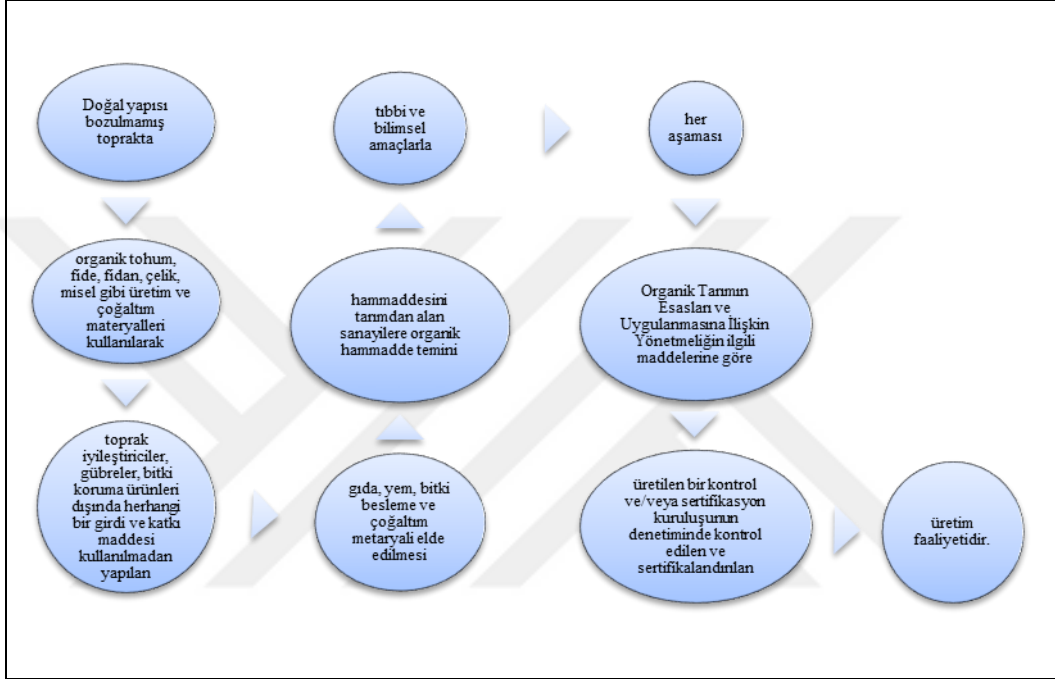 Doğal yapısı
bozulmamış
toprakta
organik tohum,
fide, fidan, çelik,
misel gibi üretim ve
çoğaltım
materyalleri
kullanılarak
toprak
iyileştiriciler,
gübreler, bitki
koruma ürünleri
dışında herhangi
bir girdi ve katkı
maddesi
kullanılmadan
yapılan
gıda, yem, bitki
besleme ve
çoğaltım
metaryali elde
edilmesi
hammaddesini
tarımdan alan
sanayilere organik
hammadde temini
tıbbi ve
bilimsel
amaçlarla
her
aşaması
Organik Tarımın
Esasları ve
Uygulanmasına İlişkin
Yönetmeliğin ilgili
maddelerine göre
üretilen bir kontrol
ve/veya sertifikasyon
kuruluşunun
denetiminde kontrol
edilen ve
sertifikalandırılan
üretim
faaliyetidir.